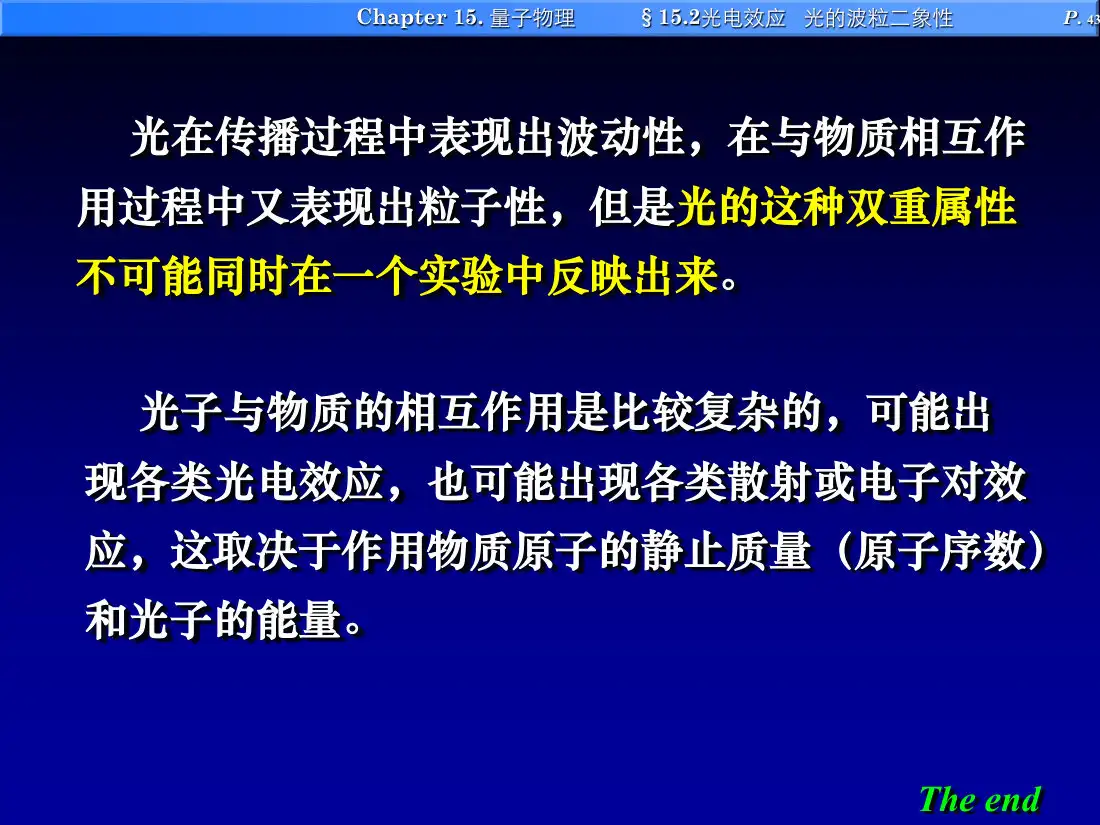 Chapter 15. 量子物理 §15.2光电效应 光的波粒二象性 P. 43
光在传播过程中表现出波动性，在与物质相互作
用过程中又表现出粒子性，但是光的这种双重属性
不可能同时在一个实验中反映出来。
光子与物质的相互作用是比较复杂的，可能出
现各类光电效应，也可能出现各类散射或电子对效
应，这取决于作用物质原子的静止质量（原子序数）
和光子的能量。
The end